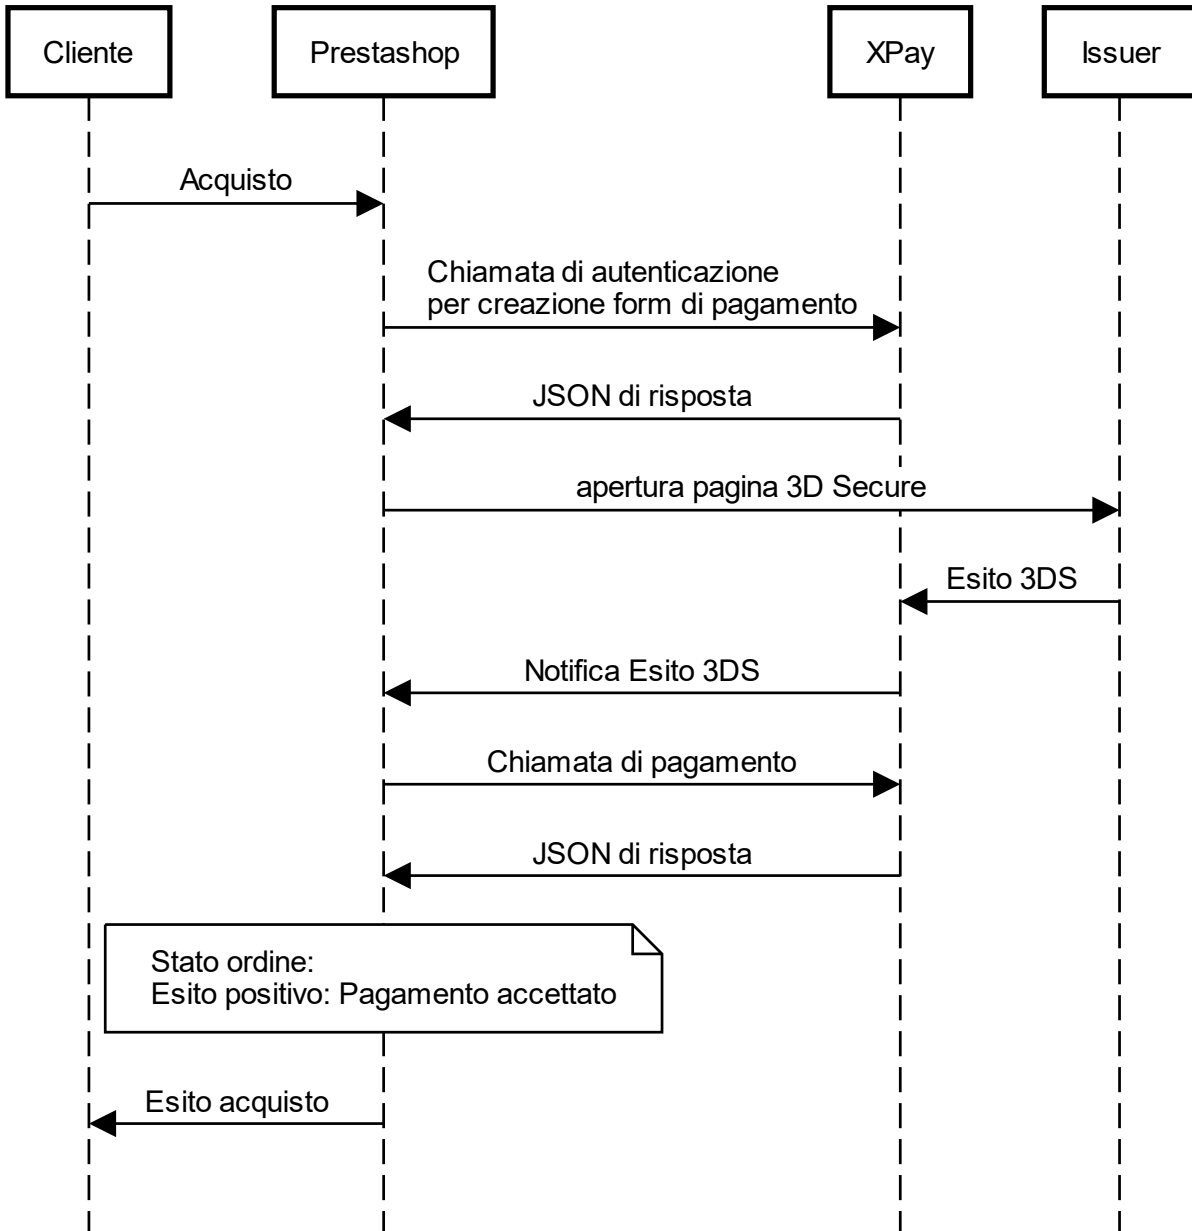 Cliente
Prestashop
XPay
Issuer
Acquisto
Chiamata di autenticazione
per creazione form di pagamento
JSON di risposta
apertura pagina 3D Secure
Esito 3DS
Notifica Esito 3DS
Chiamata di pagamento
JSON di risposta
Stato ordine:
Esito positivo: Pagamento accettato
Esito acquisto